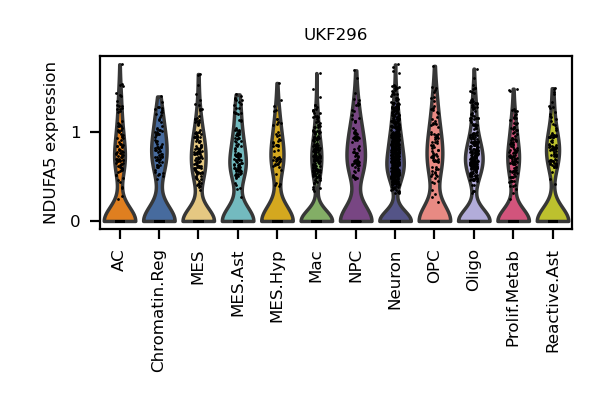 UKF296
NDUFA5 expression
1
0
AC
Chromatin.Reg
MES
MES.Ast
MES.Hyp
Mac
NPC
Neuron
OPC
Oligo
Prolif.Metab
Reactive.Ast